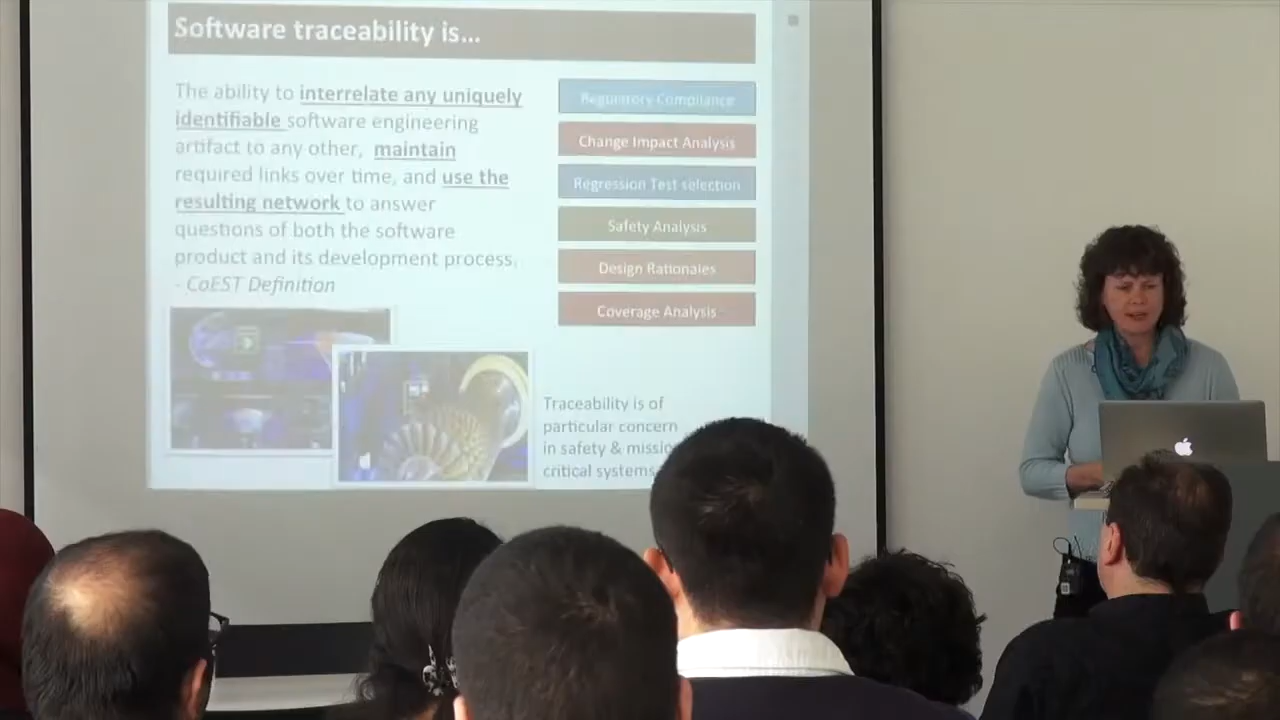 Software traceability is...
The ability to interrelate any uniquely
identifiable software engineering
artifact to any other, maintain
required links over time, and use the
resulting network to answer
questions of both the software
product and its development process.
- CoEST Definition
Regulatory Compliance
Change Impact Analysis
Regression Test selection
Safety Analysis
Design Rationales
Coverage Analysis
Traceability is of
particular concern
in safety &
critical systems